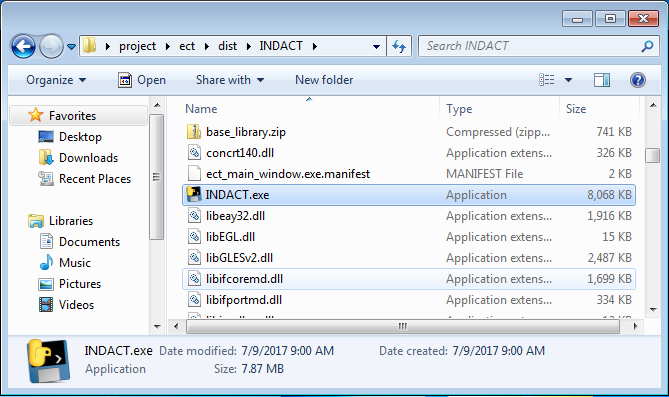 project ect dist INDACT Search INDACT
Organize Open Share with New folder
Favorites
Desktop
Downloads
Recent Places
Libraries
Documents
Music
Pictures
Videos
Name Type Size
base_library.zip Compressed (zipp... 741 KB
concrt140.dll Application extens... 326 KB
ect_main_window.exe.manifest MANIFEST File 2 KB
INDACT.exe Application 8,068 KB
libeay32.dll Application extens... 1,916 KB
libEGL.dll Application extens... 15 KB
libGLESv2.dll Application extens... 2,487 KB
libifcoremd.dll Application extens... 1,699 KB
libifportmd.dll Application extens... 334 KB
INDACT.exe Date modified: 7/9/2017 9:00 AM Date created: 7/9/2017 9:00 AM
Application Size: 7.87 MB